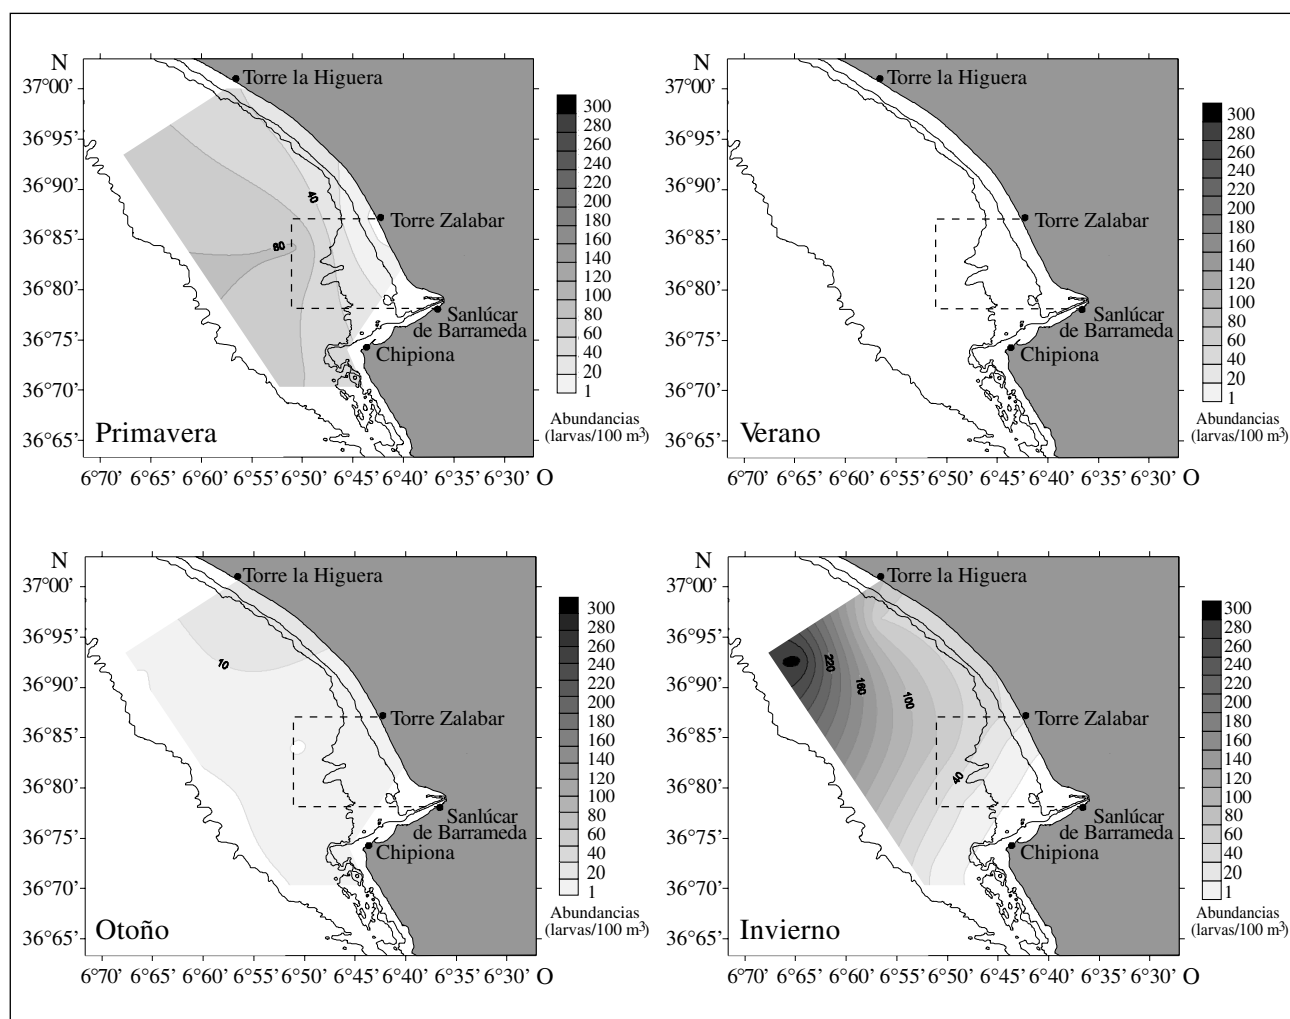 N
Torre la Higuera
37°00’
36°95’
36°90’
36°85’
36°80’
36°75’
36°70’
36°65’
40
80
Torre Zalabar
Sanlúcar
de Barrameda
Chipiona
Primavera
6°70’ 6°65’ 6°60’ 6°55’ 6°50’ 6°45’ 6°40’ 6°35’ 6°30’ O
300
280
260
240
220
200
180
160
140
120
100
80
60
40
20
1
Abundancias
(larvas/100 m³)
N
Torre la Higuera
37°00’
36°95’
36°90’
36°85’
36°80’
36°75’
36°70’
36°65’
Torre Zalabar
Sanlúcar
de Barrameda
Chipiona
Verano
6°70’ 6°65’ 6°60’ 6°55’ 6°50’ 6°45’ 6°40’ 6°35’ 6°30’ O
300
280
260
240
220
200
180
160
140
120
100
80
60
40
20
1
Abundancias
(larvas/100 m³)
N
Torre la Higuera
37°00’
36°95’
36°90’
36°85’
36°80’
36°75’
36°70’
36°65’
10
Torre Zalabar
Sanlúcar
de Barrameda
Chipiona
Otoño
6°70’ 6°65’ 6°60’ 6°55’ 6°50’ 6°45’ 6°40’ 6°35’ 6°30’ O
300
280
260
240
220
200
180
160
140
120
100
80
60
40
20
1
Abundancias
(larvas/100 m³)
N
Torre la Higuera
37°00’
36°95’
36°90’
36°85’
36°80’
36°75’
36°70’
36°65’
220
160
100
40
Torre Zalabar
Sanlúcar
de Barrameda
Chipiona
Invierno
6°70’ 6°65’ 6°60’ 6°55’ 6°50’ 6°45’ 6°40’ 6°35’ 6°30’ O
300
280
260
240
220
200
180
160
140
120
100
80
60
40
20
1
Abundancias
(larvas/100 m³)